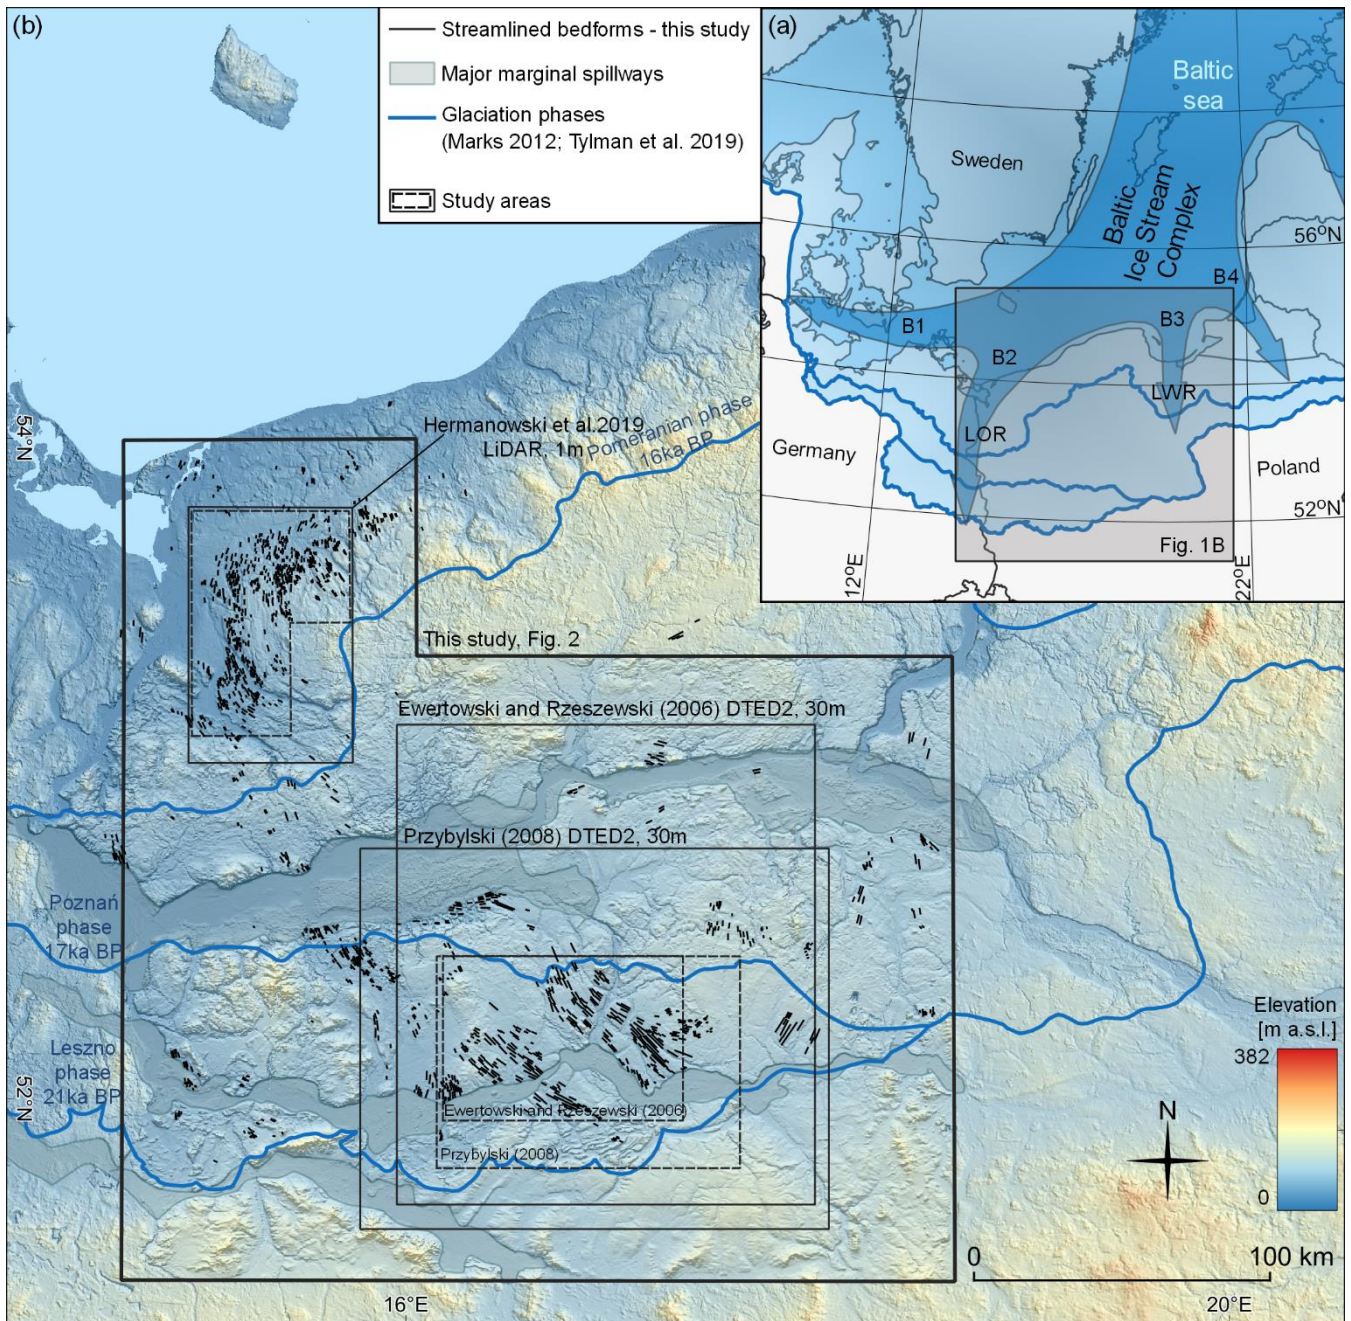 (b)
Streamlined bedforms - this study
Major marginal spillways
Glaciation phases
(Marks 2012; Tylman et al. 2019)
Study areas
(a)
Baltic
sea
Sweden
Baltic
Ice Stream
Complex
56°N
B4
B1
B3
B2
LWR
LOR
Germany
Poland
52°N
Fig. 1B
12°E
22°E
54°N
Hermanowski et al.2019
LiDAR, 1m
Pomeranian phase
16ka BP
This study, Fig. 2
Ewertowski and Rzeszewski (2006) DTED2, 30m
Przybylski (2008) DTED2, 30m
Poznań
phase
17ka BP
Leszno
phase
21ka BP
52°N
Ewertowski and Rzeszewski (2006)
Przybylski (2008)
Elevation
[m a.s.l.]
382
0
N
0
100 km
16°E
20°E